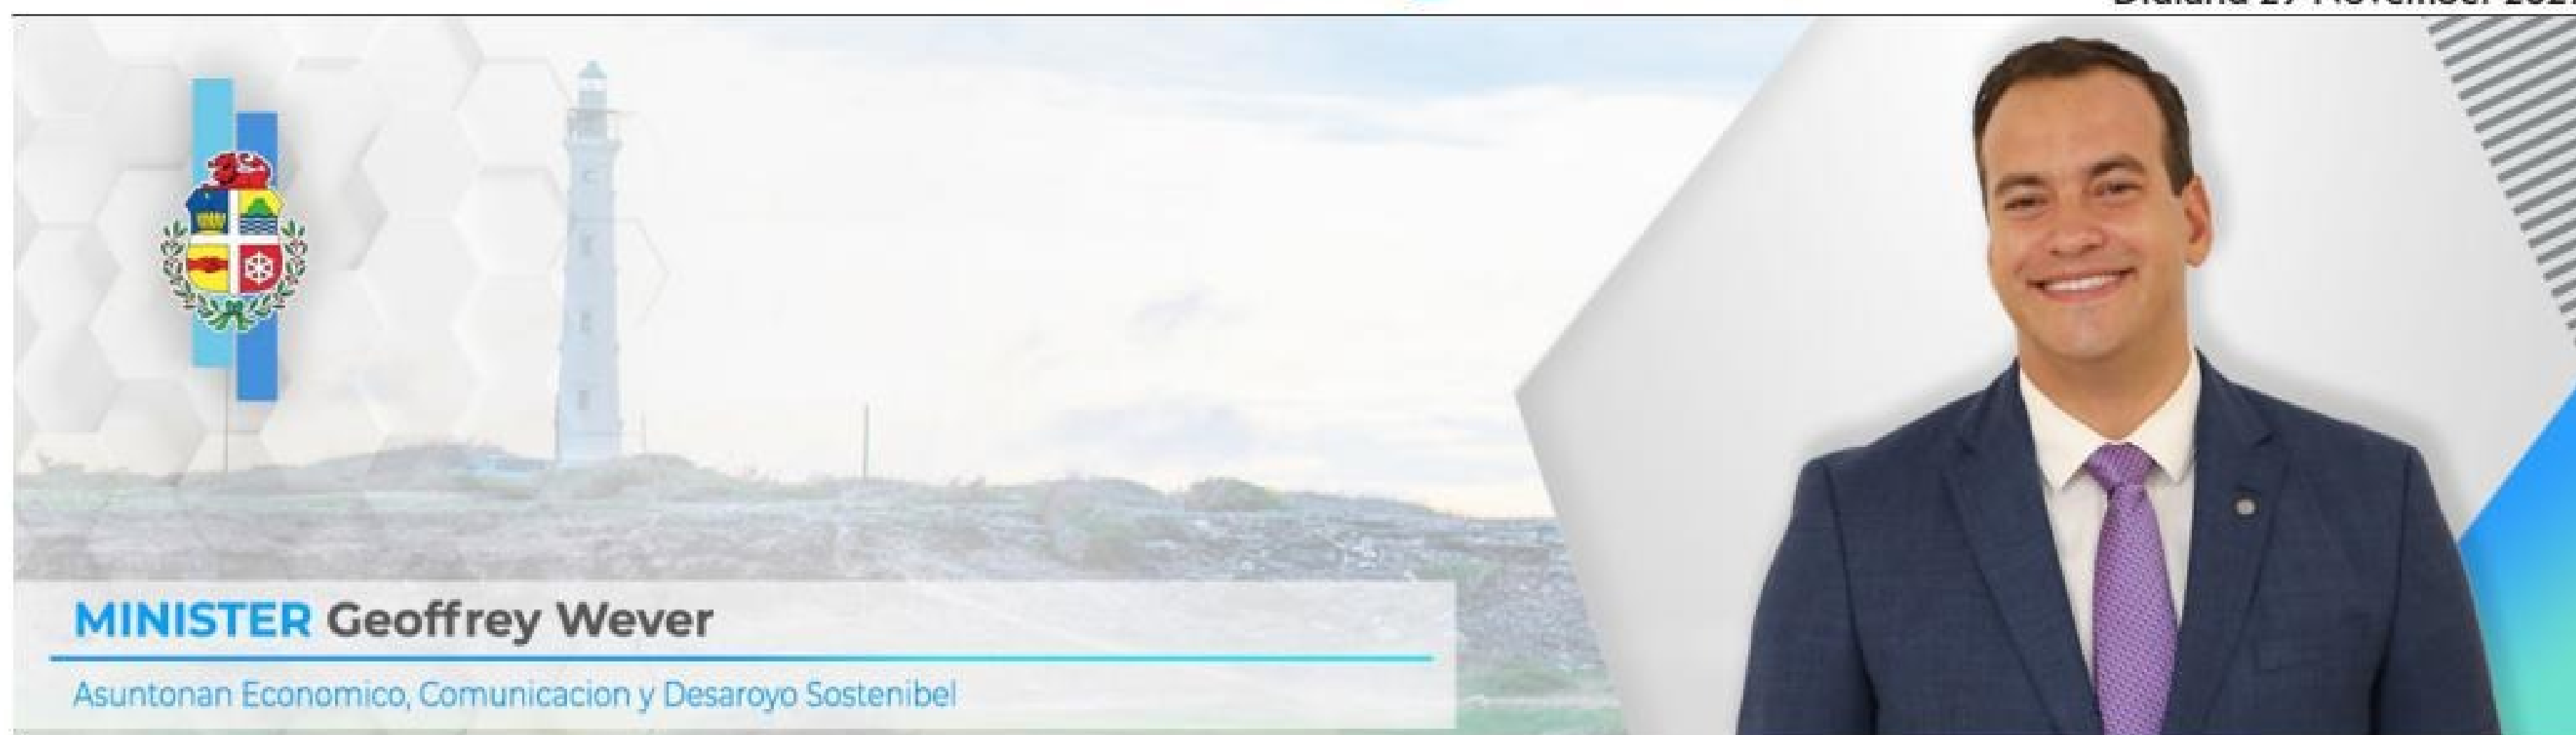 MINISTER Geoffrey Wever
Asuntonan Economico, Comunicacion y Desaroyo Sostenibel